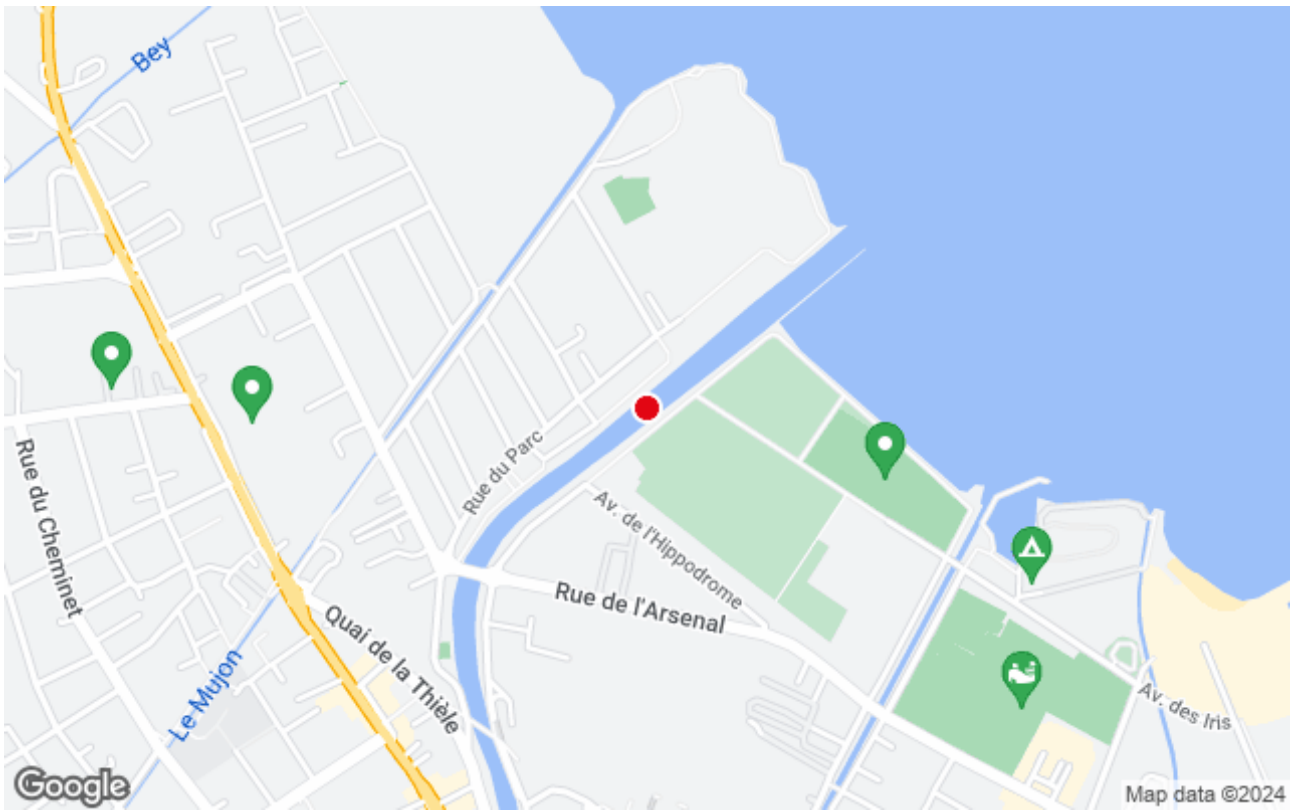 Bey
Rue du Parc
Rue du Cheminet
Av. de l'Hippodrome
Rue de l'Arsenal
Quai de la Thièle
Le Mujon
Av. des Iris
Google
Map data ©2024